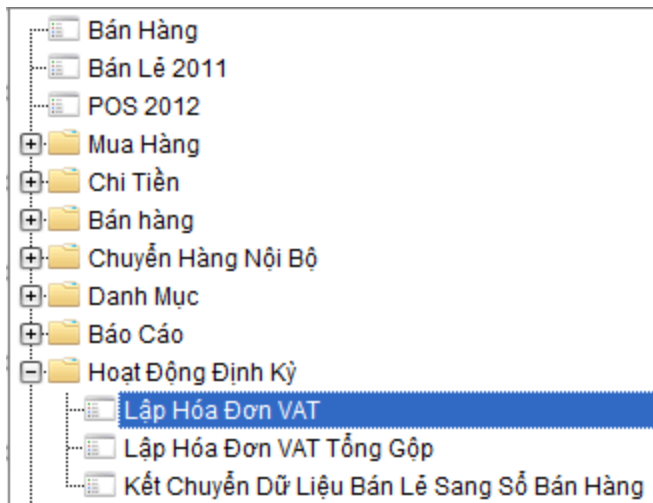 Bán Hàng
Bán Lẻ 2011
POS 2012
Mua Hàng
Chi Tiền
Bán hàng
Chuyển Hàng Nội Bộ
Danh Mục
Báo Cáo
Hoạt Động Định Kỳ
Lập Hóa Đơn VAT
Lập Hóa Đơn VAT Tổng Gộp
Kết Chuyển Dữ Liệu Bán Lẻ Sang Sổ Bán Hàng